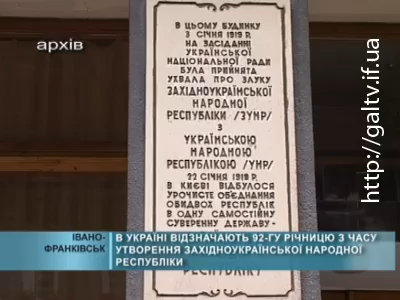 архів
В ЦЬОМУ БУДИНКУ
3 СІЧНЯ 1919 Р.
НА ЗАСІДАННІ
УКРАЇНСЬКОЇ
НАЦІОНАЛЬНОЇ РАДИ
БУЛА ПРИЙНЯТА
УХВАЛА ПРО ЗЛУКУ
ЗАХІДНОУКРАЇНСЬКОЇ
НАРОДНОЇ
РЕСПУБЛІКИ /ЗУНР/
З
УКРАЇНСЬКОЮ
НАРОДНОЮ
РЕСПУБЛІКОЮ /УНР/
22 СІЧНЯ 1919 Р.
В КИЄВІ ВІДБУЛОСЯ
УРОЧИСТЕ ОБ'ЄДНАННЯ
ОБИДВОХ РЕСПУБЛІК
В ОДНУ САМОСТІЙНУ
СУВЕРЕННУ ДЕРЖАВУ-
РЕСПУБЛІКУ
http://galtv.if.ua
ІВАНО-
ФРАНКІВСЬК
В УКРАЇНІ ВІДЗНАЧАЮТЬ 92-ГУ РІЧНИЦЮ З ЧАСУ
УТВОРЕННЯ ЗАХІДНОУКРАЇНСЬКОЇ НАРОДНОЇ
РЕСПУБЛІКИ